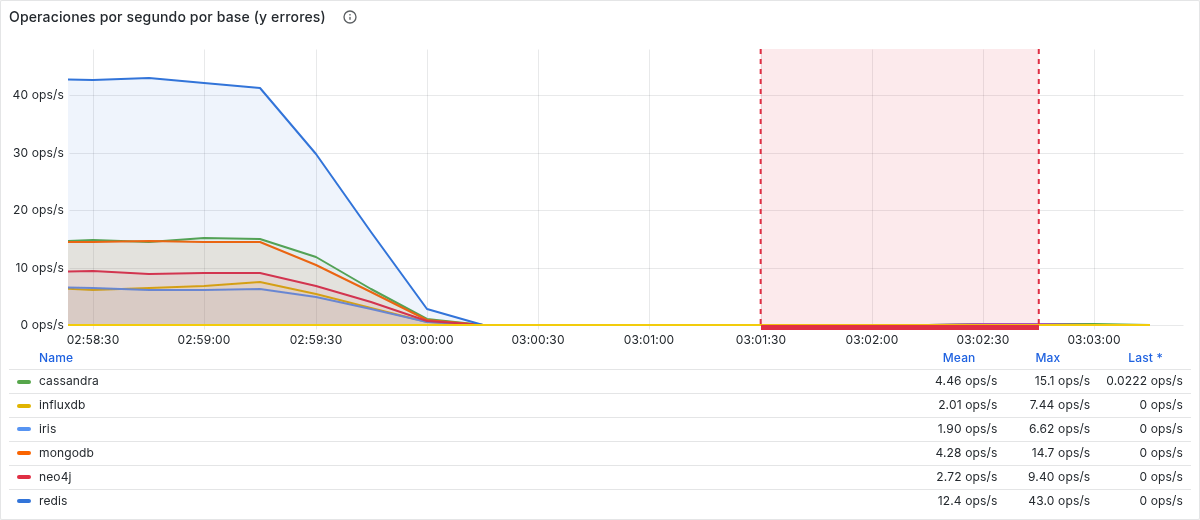 Operaciones por segundo por base (y errores)
40 ops/s
30 ops/s
20 ops/s
10 ops/s
0 ops/s
02:58:30 02:59:00 02:59:30 03:00:00 03:00:30 03:01:00 03:01:30 03:02:00 03:02:30 03:03:00
Name Mean Max Last *
cassandra 4.46 ops/s 15.1 ops/s 0.0222 ops/s
influxdb 2.01 ops/s 7.44 ops/s 0 ops/s
iris 1.90 ops/s 6.62 ops/s 0 ops/s
mongodb 4.28 ops/s 14.7 ops/s 0 ops/s
neo4j 2.72 ops/s 9.40 ops/s 0 ops/s
redis 12.4 ops/s 43.0 ops/s 0 ops/s